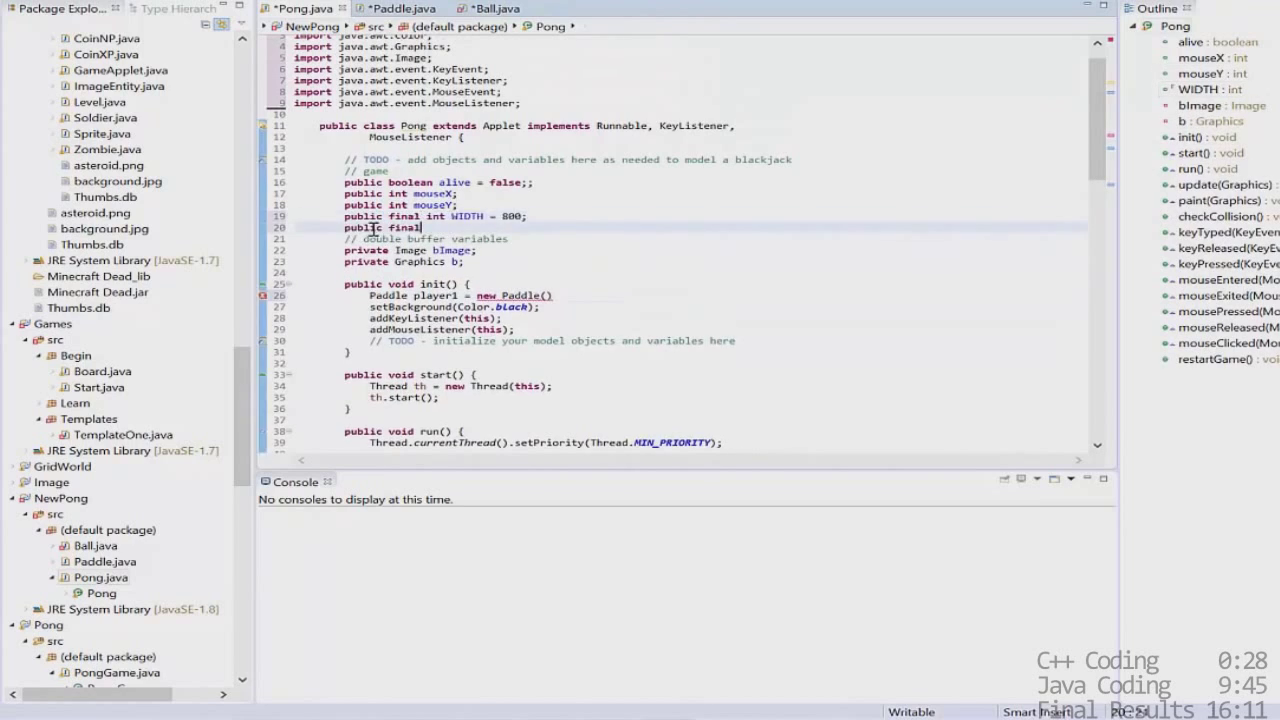 Package Explo...
Type Hierarch
CoinNP.java
CoinXP.java
GameApplet.java
ImageEntity.java
Level.java
Soldier.java
Sprite.java
Zombie.java
asteroid.png
background.jpg
Thumbs.db
asteroid.png
background.jpg
Thumbs.db
JRE System Library [JavaSE-1.7]
Minecraft Dead_lib
Minecraft Dead.jar
Thumbs.db
Games
src
Begin
Board.java
Start.java
Learn
Templates
TemplateOne.java
JRE System Library [JavaSE-1.7]
GridWorld
Image
NewPong
src
(default package)
Ball.java
Paddle.java
Pong.java
Pong
JRE System Library [JavaSE-1.8]
Pong
src
(default package)
PongGame.java
*Pong.java
*Paddle.java
*Ball.java
NewPong
src
(default package)
Pong
3 import java.awt.Color;
4 import java.awt.Graphics;
5 import java.awt.Image;
6 import java.awt.event.KeyEvent;
7 import java.awt.event.KeyListener;
8 import java.awt.event.MouseEvent;
9 import java.awt.event.MouseListener;
10
11 public class Pong extends Applet implements Runnable, KeyListener,
12 MouseListener {
13
14 // TODO - add objects and variables here as needed to model a blackjack
15 // game
16 public boolean alive = false;;
17 public int mouseX;
18 public int mouseY;
19 public final int WIDTH = 800;
20 public final
21 // double buffer variables
22 private Image bImage;
23 private Graphics b;
24
25 public void init() {
26 Paddle player1 = new Paddle()
27 setBackground(Color.black);
28 addKeyListener(this);
29 addMouseListener(this);
30 // TODO - initialize your model objects and variables here
31 }
32
33 public void start() {
34 Thread th = new Thread(this);
35 th.start();
36 }
37
38 public void run() {
39 Thread.currentThread().setPriority(Thread.MIN_PRIORITY);
Console
No consoles to display at this time.
Outline
Pong
alive : boolean
mouseX : int
mouseY : int
WIDTH : int
bImage : Image
b : Graphics
init() : void
start() : void
run() : void
update(Graphics) :
paint(Graphics) : v
checkCollision() : v
keyTyped(KeyEven
keyReleased(KeyE
keyPressed(KeyEv
mouseEntered(Mo
mouseExited(Mou
mousePressed(Mo
mouseReleased(M
mouseClicked(Mo
restartGame() : vo
C++ Coding 0:28
Java Coding 9:45
Final Results 16:11
Writable
Smart Insert